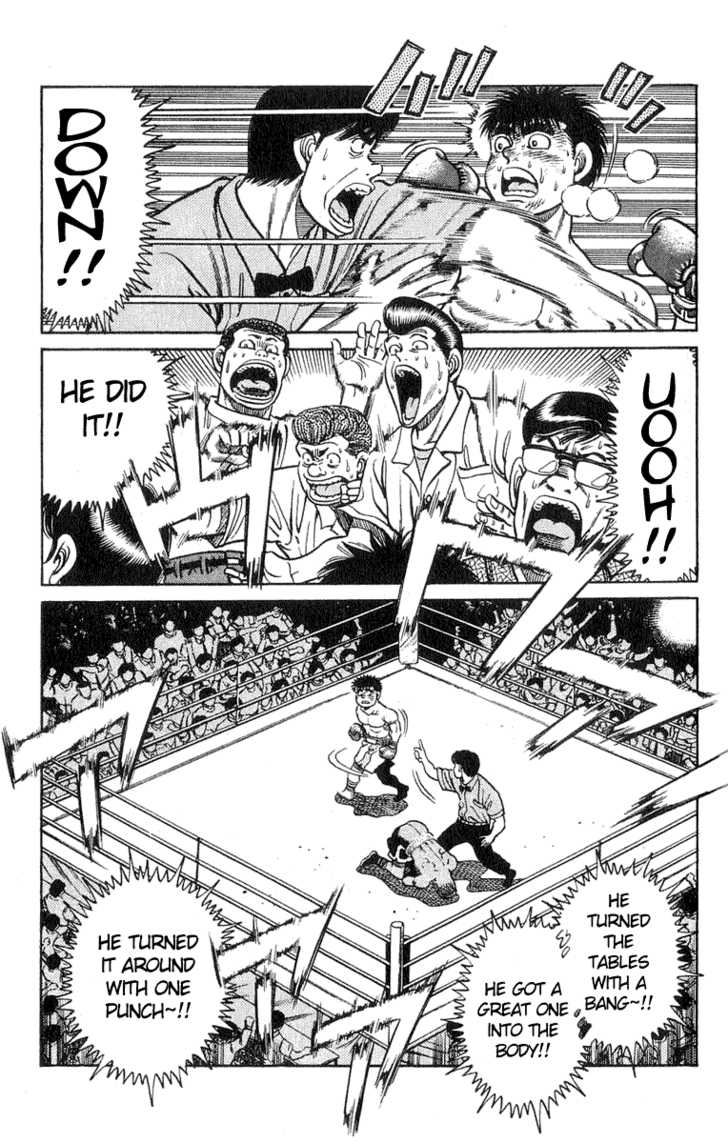 DOWN!!
UOOH!!
HE DID
IT!!
HE
TURNED
THE
TABLES
WITH A
BANG~!!
HE GOT A
GREAT ONE
INTO THE
BODY!!
HE TURNED
IT AROUND
WITH ONE
PUNCH~!!